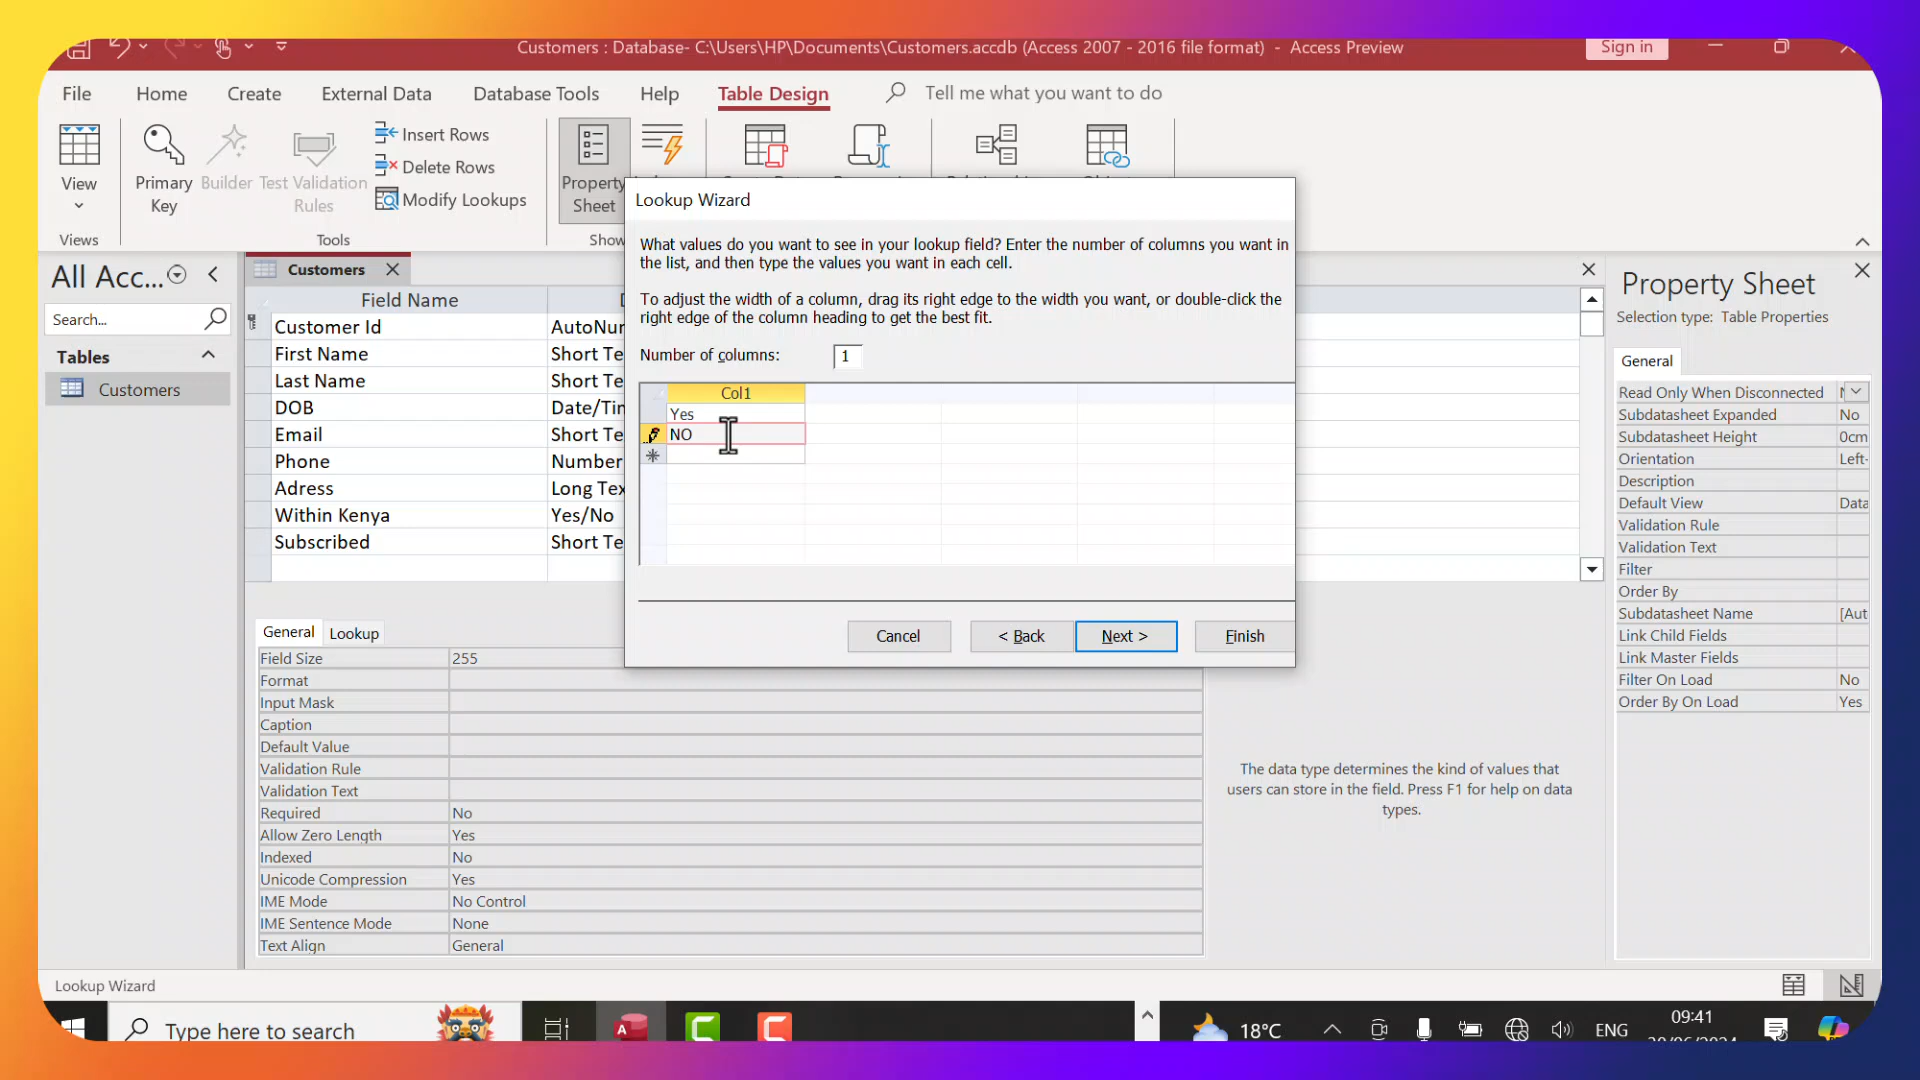 Customers : Database- C:\Users\HP\Documents\Customers.accdb (Access 2007 - 2016 file format) - Access Preview
Sign in
File Home Create External Data Database Tools Help Table Design Tell me what you want to do
View
Primary Key
Builder
Test Validation Rules
Insert Rows
Delete Rows
Modify Lookups
Property Sheet
Views
Tools
Show
All Acc...
Search...
Tables
Customers
Customers
Field Name
Customer Id AutoNur
First Name Short Te
Last Name Short Te
DOB Date/Tin
Email Short Te
Phone Number
Adress Long Tex
Within Kenya Yes/No
Subscribed Short Te
Lookup Wizard
What values do you want to see in your lookup field? Enter the number of columns you want in
the list, and then type the values you want in each cell.
To adjust the width of a column, drag its right edge to the width you want, or double-click the
right edge of the column heading to get the best fit.
Number of columns: 1
Col1
Yes
NO
Cancel < Back Next > Finish
General Lookup
Field Size 255
Format
Input Mask
Caption
Default Value
Validation Rule
Validation Text
Required No
Allow Zero Length Yes
Indexed No
Unicode Compression Yes
IME Mode No Control
IME Sentence Mode None
Text Align General
The data type determines the kind of values that
users can store in the field. Press F1 for help on data
types.
Property Sheet
Selection type: Table Properties
General
Read Only When Disconnected
Subdatasheet Expanded No
Subdatasheet Height 0cm
Orientation Left-
Description
Default View Data
Validation Rule
Validation Text
Filter
Order By
Subdatasheet Name [Aut
Link Child Fields
Link Master Fields
Filter On Load No
Order By On Load Yes
Lookup Wizard
Type here to search
18°C
ENG
09:41